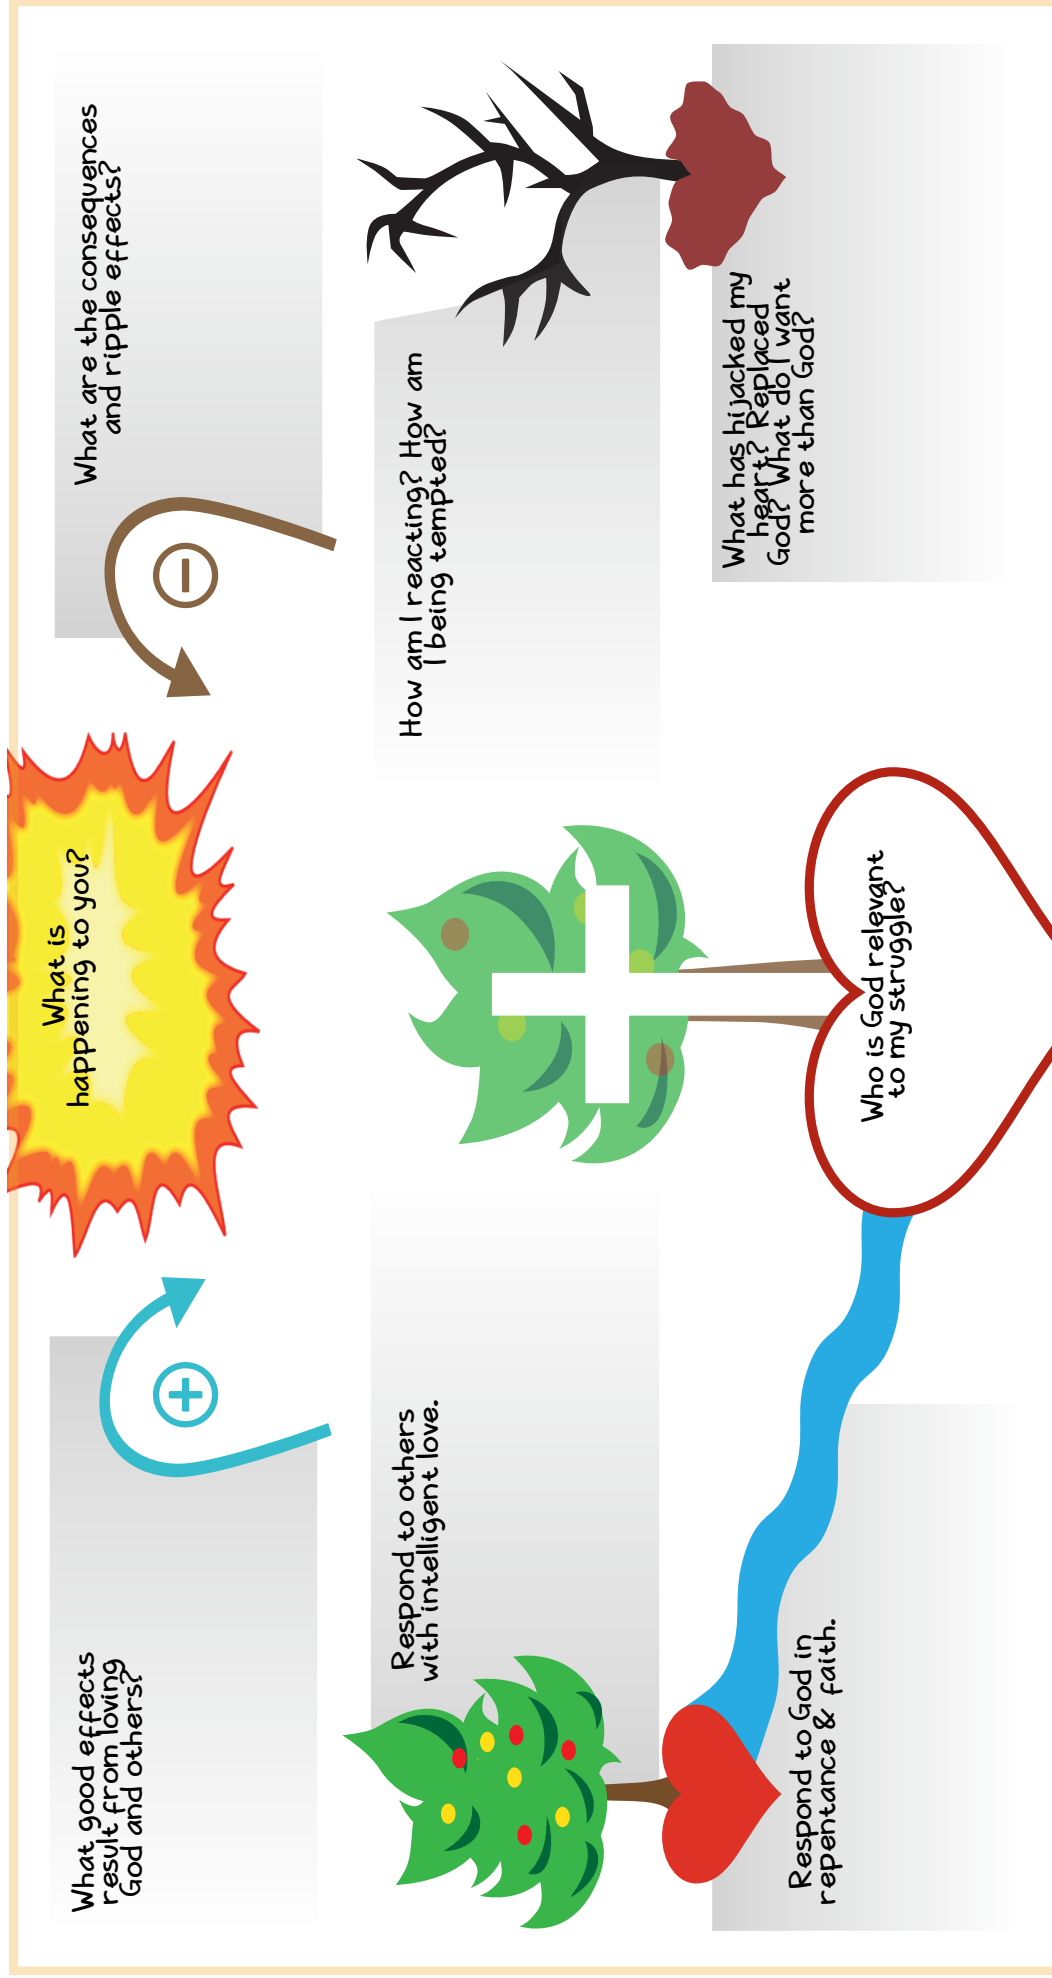 What good effects
result from loving
God and others?
What is
happening to you?
What are the consequences
and ripple effects?
Respond to others
with intelligent love.
How am I reacting? How am
I being tempted?
Respond to God in
repentance & faith.
Who is God relevant
to my struggle?
What has hijacked my
heart? Replaced
God? What do I want
more than God?